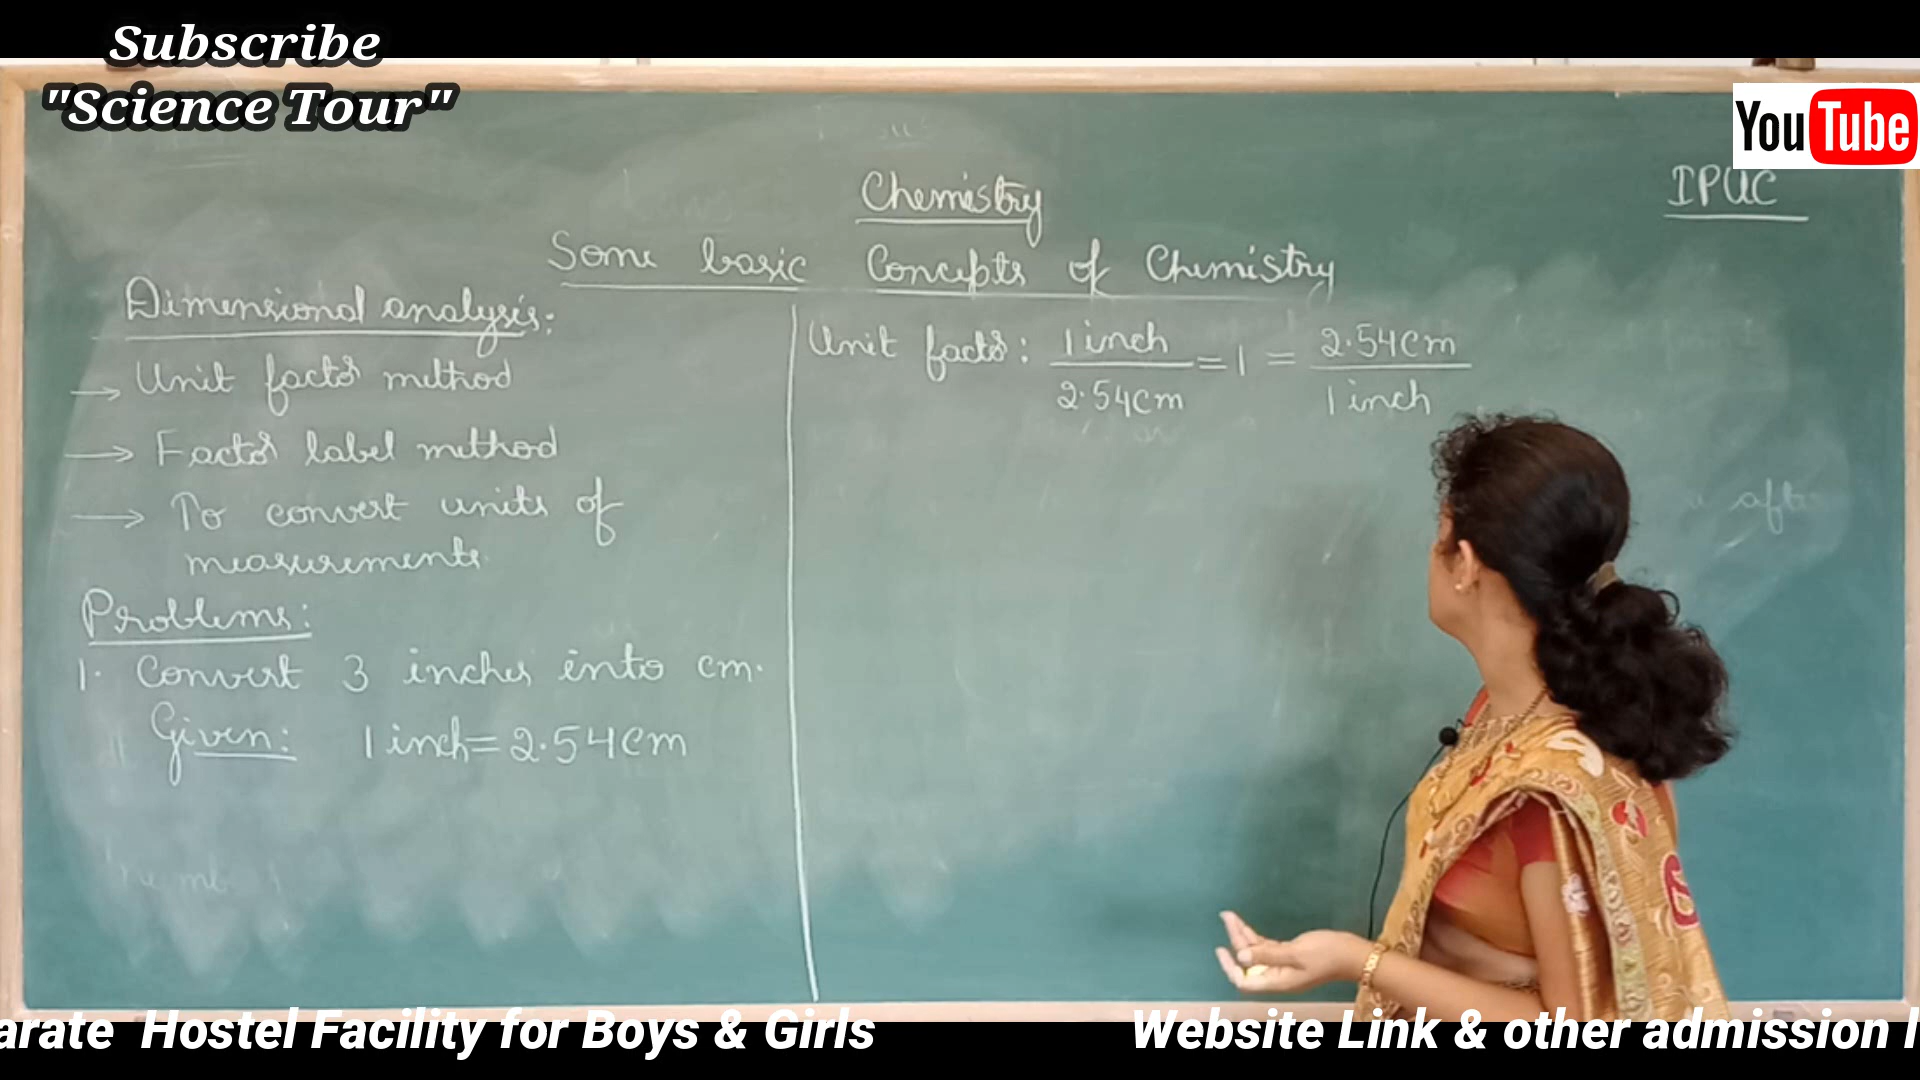 Subscribe
"Science Tour"
YouTube
I PUC
Chemistry
Some basic Concepts of Chemistry
Dimensional analysis:
→ Unit factor method
→ Factor label method
→ To convert units of
measurements.
Problems:
1. Convert 3 inches into cm.
Given: 1 inch = 2.54cm
Unit factor: 1 inch / 2.54cm = 1 = 2.54cm / 1 inch
arate Hostel Facility for Boys & Girls
Website Link & other admission